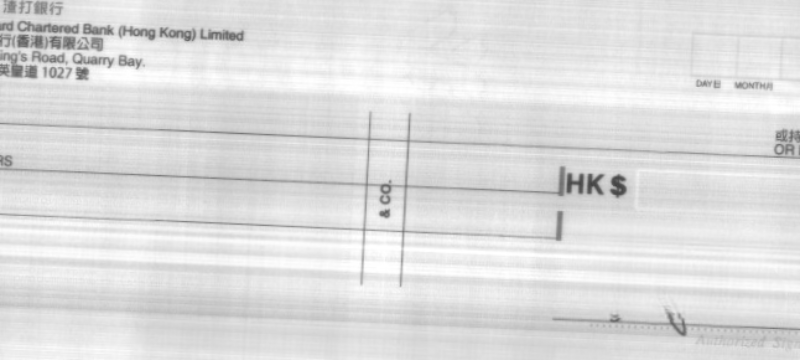 渣打銀行
rd Chartered Bank (Hong Kong) Limited
行(香港)有限公司
ing's Road, Quarry Bay.
英皇道 1027 號
DAY日 MONTH月
或持
OR
RS
& CO.
HK $
Authorized Sig